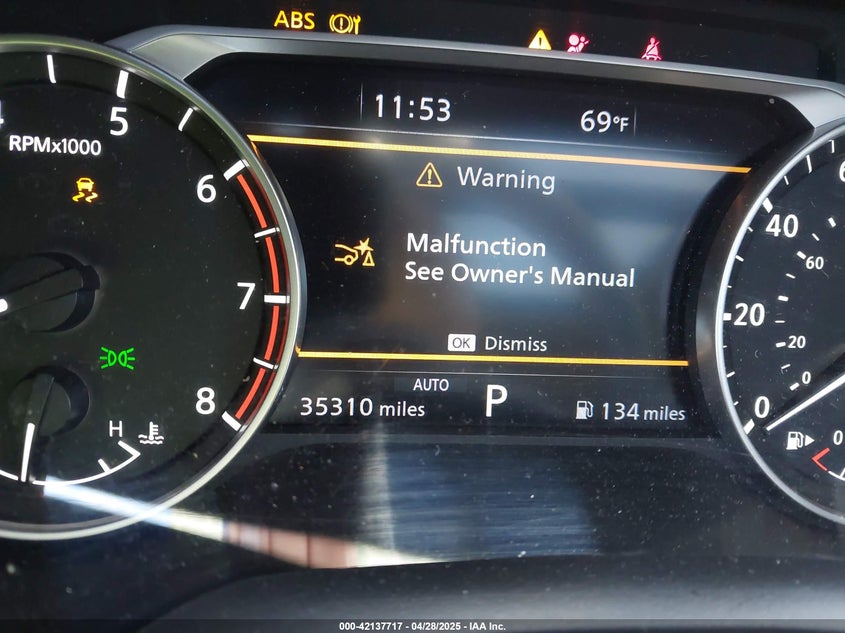 ABS
11:53
69°F
5
RPMx1000
6
7
8
H
Warning
Malfunction
See Owner's Manual
OK Dismiss
AUTO
35310 miles
P
134 miles
40
60
20
20
0
0
0
000-42137717 - 04/28/2025 - IAA Inc.